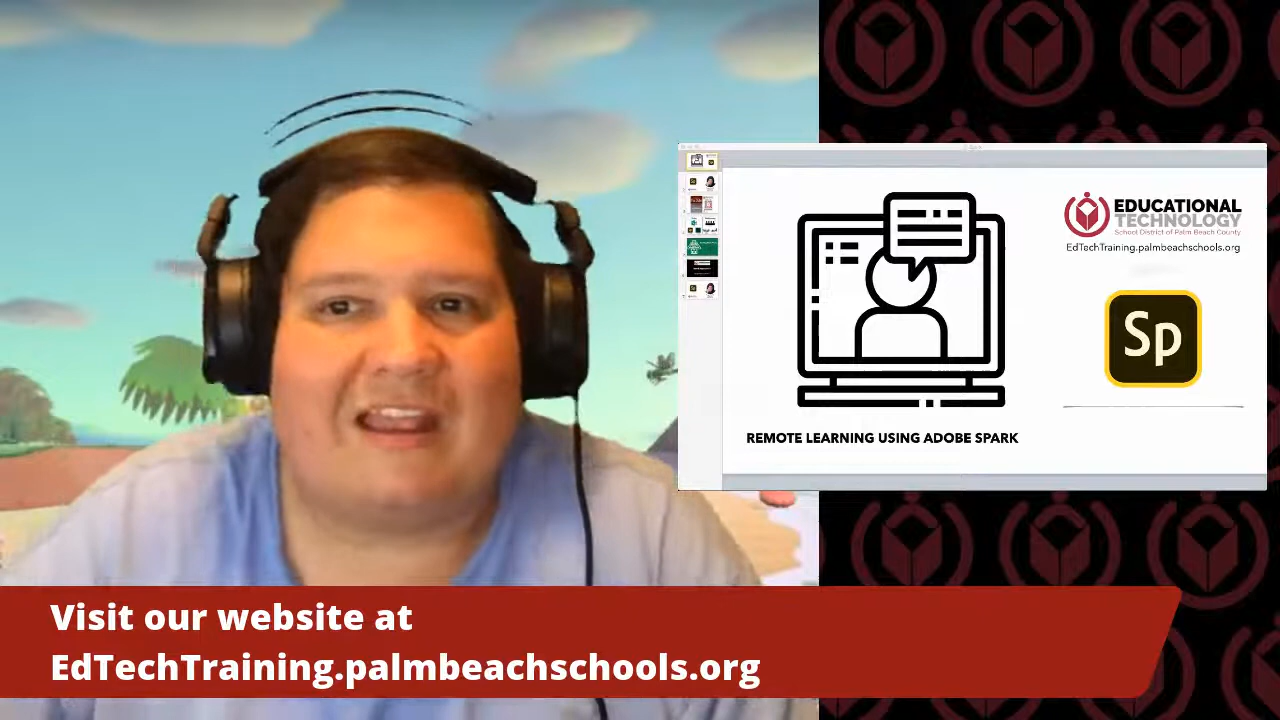 EDUCATIONAL
TECHNOLOGY
School District of Palm Beach County
EdTechTraining.palmbeachschools.org
Sp
REMOTE LEARNING USING ADOBE SPARK
Visit our website at
EdTechTraining.palmbeachschools.org